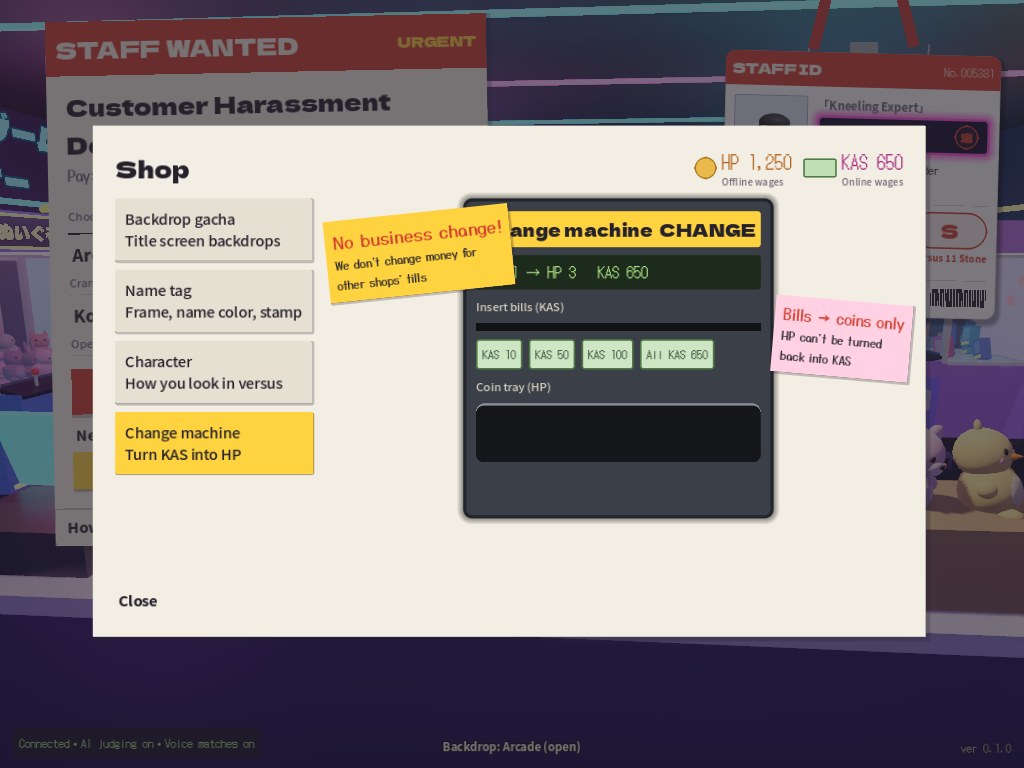 STAFF WANTED
URGENT
Customer Harassment
STAFF ID
No. 005381
「Kneeling Expert」
S
Shop
HP 1,250
Offline wages
KAS 650
Online wages
Backdrop gacha
Title screen backdrops
Name tag
Frame, name color, stamp
Character
How you look in versus
Change machine
Turn KAS into HP
No business change!
We don't change money for
other shops' tills
ange machine CHANGE
→ HP 3 KAS 650
Insert bills (KAS)
KAS 10
KAS 50
KAS 100
All KAS 650
Coin tray (HP)
Bills → coins only
HP can't be turned
back into KAS
Close
Connected • AI judging on • Voice matches on
Backdrop: Arcade (open)
ver 0.1.0